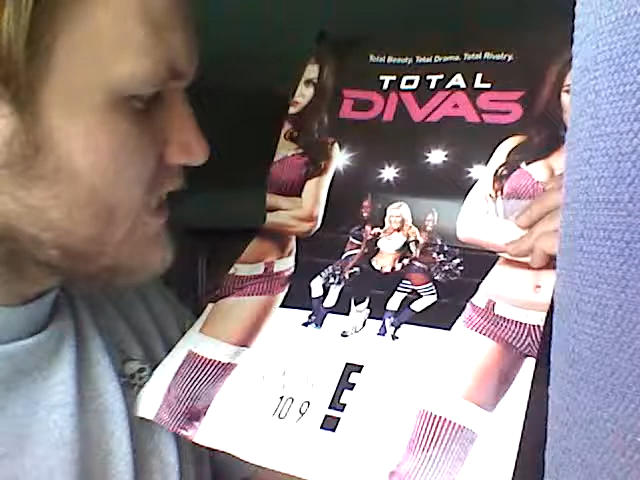 Total Beauty. Total Drama. Total Rivalry.
TOTAL
DIVAS
10 9
E!